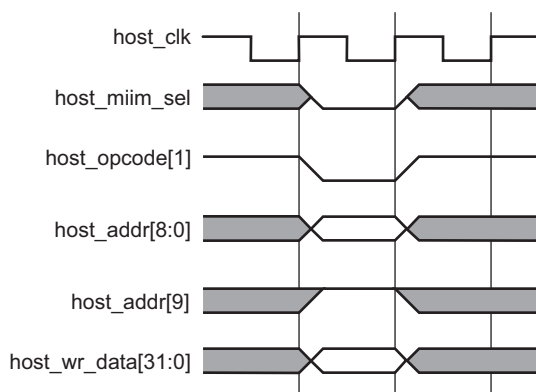 host_clk
host_miim_sel
host_opcode[1]
host_addr[8:0]
host_addr[9]
host_wr_data[31:0]